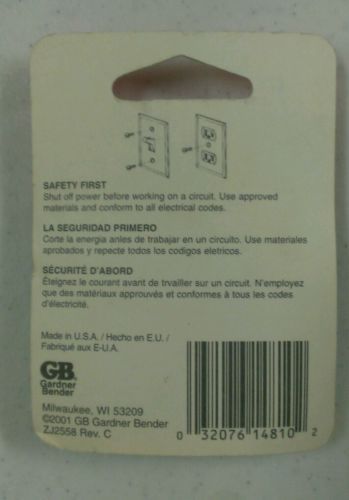 SAFETY FIRST
Shut off power before working on a circuit. Use approved
materials and conform to all electrical codes.
LA SEGURIDAD PRIMERO
Corte la energia anles de trabajar en un circuito. Use materiales
aprobados y repecte todos los codigos eletricos.
SÉCURITÉ D'ABORD
Éteignez le courant avant de trvailler sur un circuit. N'employez
que des matériaux approuvés et conformes à tous les codes
d'électricité.
Made in U.S.A. / Hecho en E.U. /
Fabriqué aux E-U.A.
GB
Gardner
Bender
Milwaukee, WI 53209
©2001 GB Gardner Bender
ZJ2558 Rev. C
0 32076 14810 2